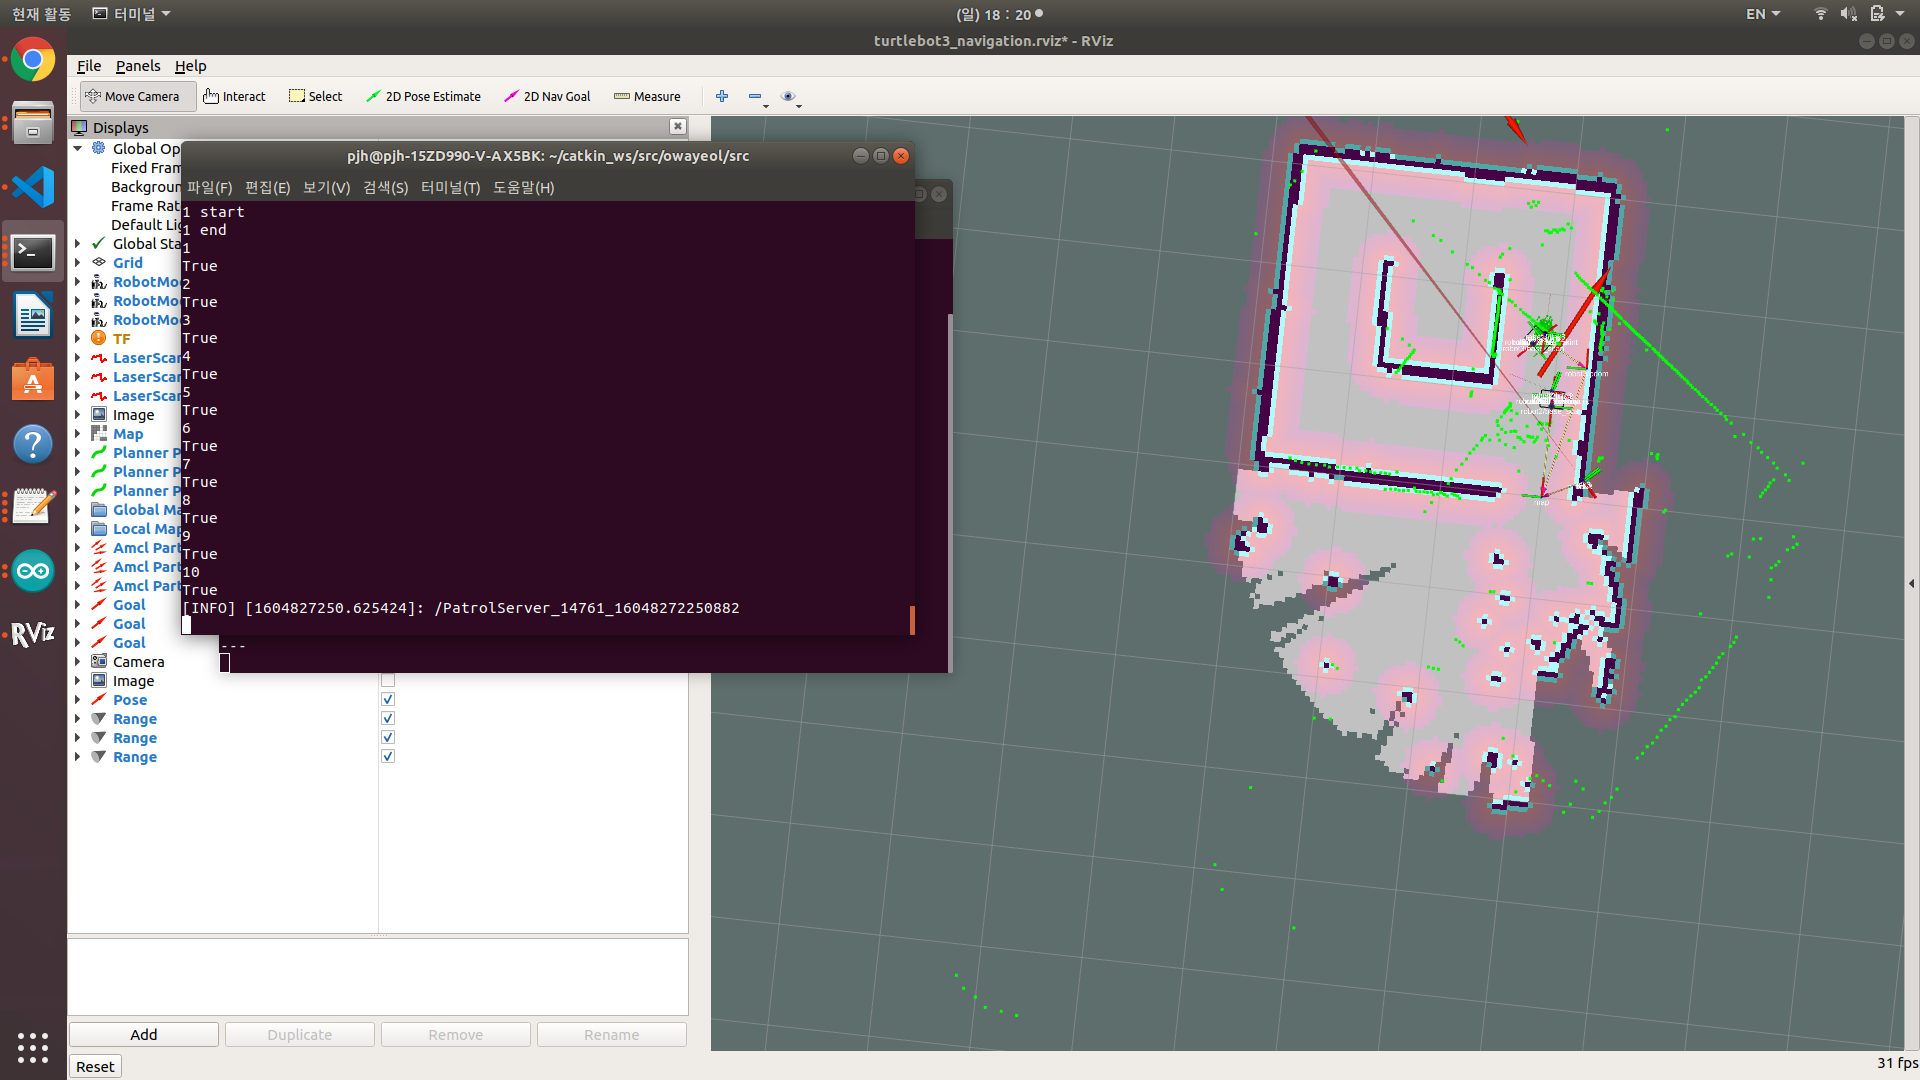 현재 활동
터미널
(일) 18 : 20
EN
turtlebot3_navigation.rviz* - RViz
File Panels Help
Move Camera
Interact
Select
2D Pose Estimate
2D Nav Goal
Measure
Displays
Global Op
Fixed Fram
Backgroun
Frame Rat
Default Lig
Global Sta
Grid
RobotMo
RobotMo
RobotMo
TF
LaserScan
LaserScan
LaserScan
Image
Map
Planner P
Planner P
Planner P
Global Ma
Local Map
Amcl Part
Amcl Part
Amcl Part
Goal
Goal
Goal
Camera
Image
Pose
Range
Range
Range
pjh@pjh-15ZD990-V-AX5BK: ~/catkin_ws/src/owayeol/src
파일(F) 편집(E) 보기(V) 검색(S) 터미널(T) 도움말(H)
1 start
1 end
1
True
2
True
3
True
4
True
5
True
6
True
7
True
8
True
9
True
10
True
[INFO] [1604827250.625424]: /PatrolServer_14761_16048272250882
---
map
RViz
Add
Duplicate
Remove
Rename
Reset
31 fps